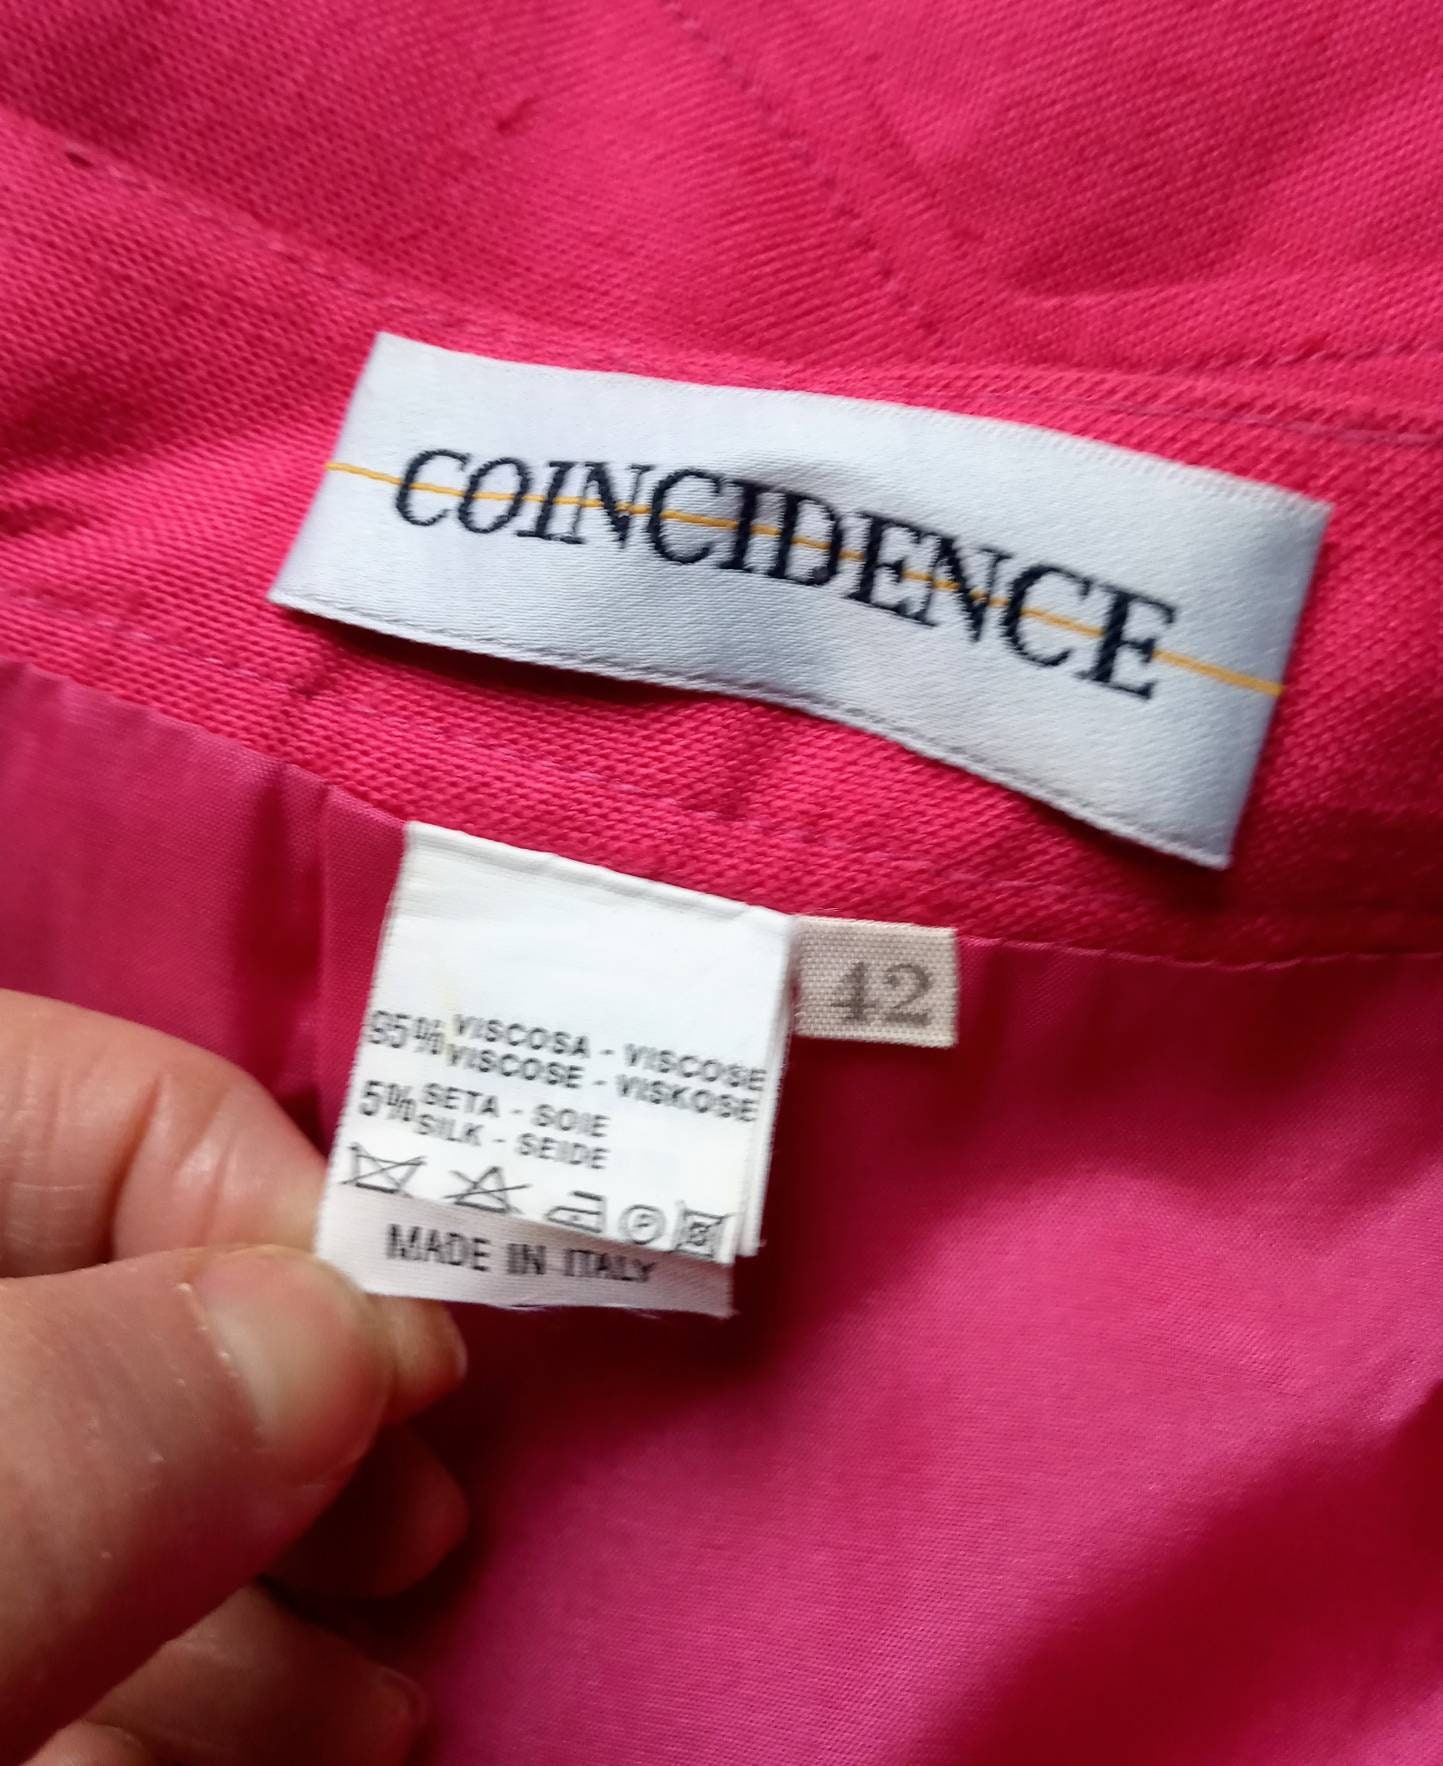 COINCIDENCE
42
95% VISCOSA - VISCOSE
VISCOSE - VISKOSE
5% SETA - SOIE
SILK - SEIDE
P
MADE IN ITALY